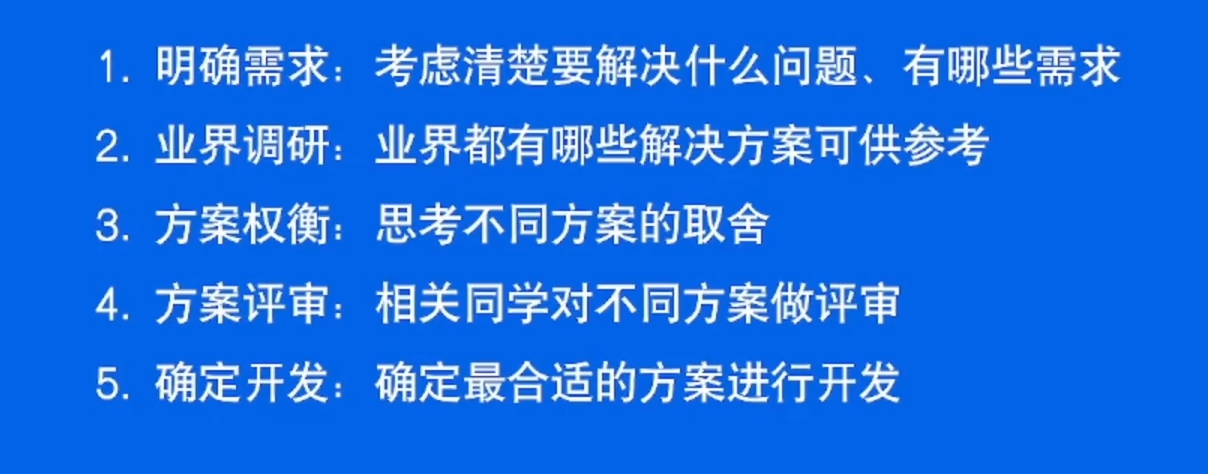 1. 明确需求：考虑清楚要解决什么问题、有哪些需求
2. 业界调研：业界都有哪些解决方案可供参考
3. 方案权衡：思考不同方案的取舍
4. 方案评审：相关同学对不同方案做评审
5. 确定开发：确定最合适的方案进行开发